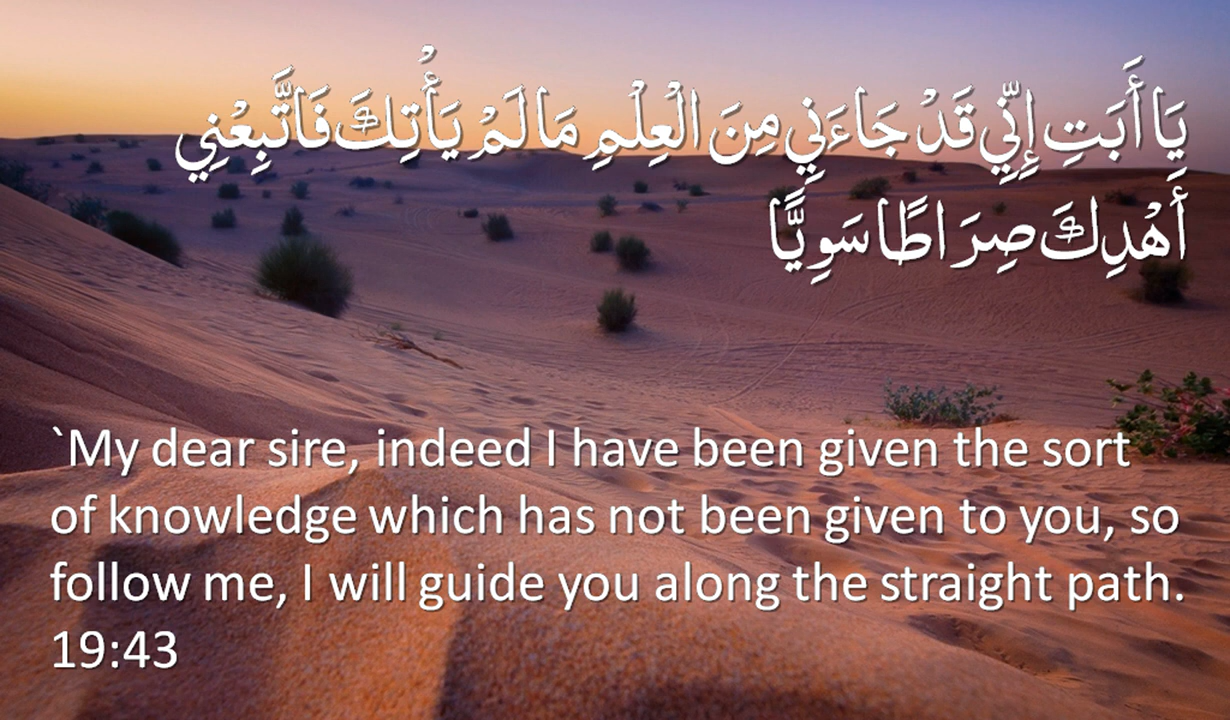 يَا أَبَتِ إِنِّي قَدْ جَاءَنِي مِنَ الْعِلْمِ مَا لَمْ يَأْتِكَ فَاتَّبِعْنِي
أَهْدِكَ صِرَاطًا سَوِيًّا
`My dear sire, indeed I have been given the sort
of knowledge which has not been given to you, so
follow me, I will guide you along the straight path.
19:43